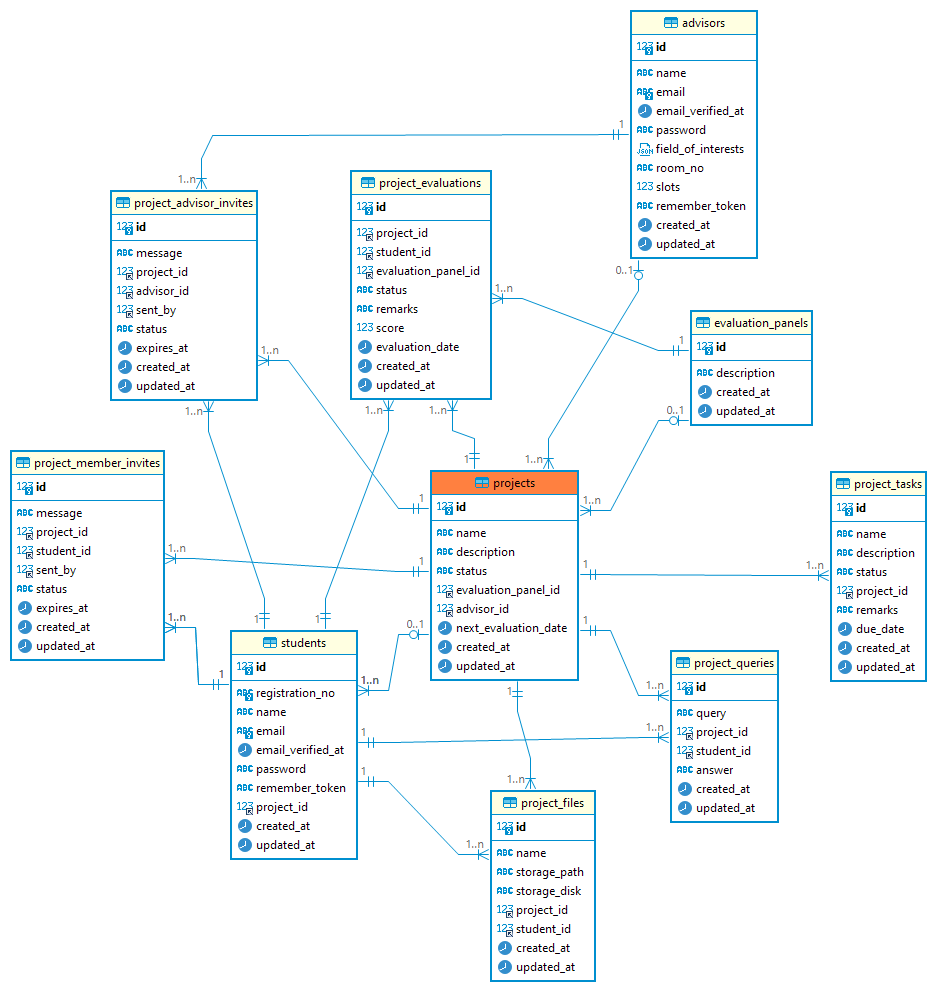 advisors
id
name
email
email_verified_at
password
field_of_interests
room_no
slots
remember_token
created_at
updated_at
1
1..n
0..1
project_advisor_invites
id
message
project_id
advisor_id
sent_by
status
expires_at
created_at
updated_at
1..n
1..n
project_evaluations
id
project_id
student_id
evaluation_panel_id
status
remarks
score
evaluation_date
created_at
updated_at
1..n
1..n
1..n
evaluation_panels
id
description
created_at
updated_at
1
0..1
project_member_invites
id
message
project_id
student_id
sent_by
status
expires_at
created_at
updated_at
1..n
1..n
projects
id
name
description
status
evaluation_panel_id
advisor_id
next_evaluation_date
created_at
updated_at
1
1..n
1
1..n
1
0..1
1
1
1
project_tasks
id
name
description
status
project_id
remarks
due_date
created_at
updated_at
1..n
students
id
registration_no
name
email
email_verified_at
password
remember_token
project_id
created_at
updated_at
1
1
1
1..n
1
1
project_queries
id
query
project_id
student_id
answer
created_at
updated_at
1..n
1..n
project_files
id
name
storage_path
storage_disk
project_id
student_id
created_at
updated_at
1..n
1..n